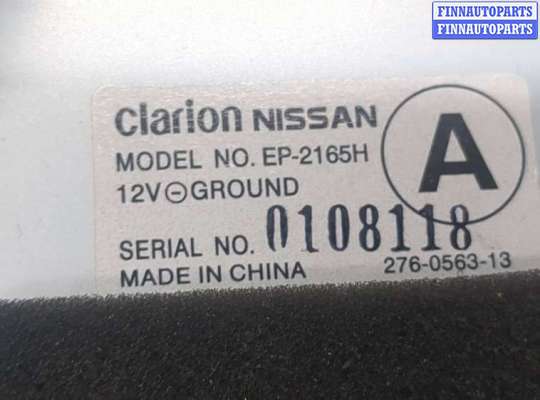 FINNAUTOPARTS
FINNAUTOPARTS
Clarion NISSAN
A
MODEL NO. EP-2165H
12V⊖GROUND
SERIAL NO. 0108118
MADE IN CHINA 276-0563-13